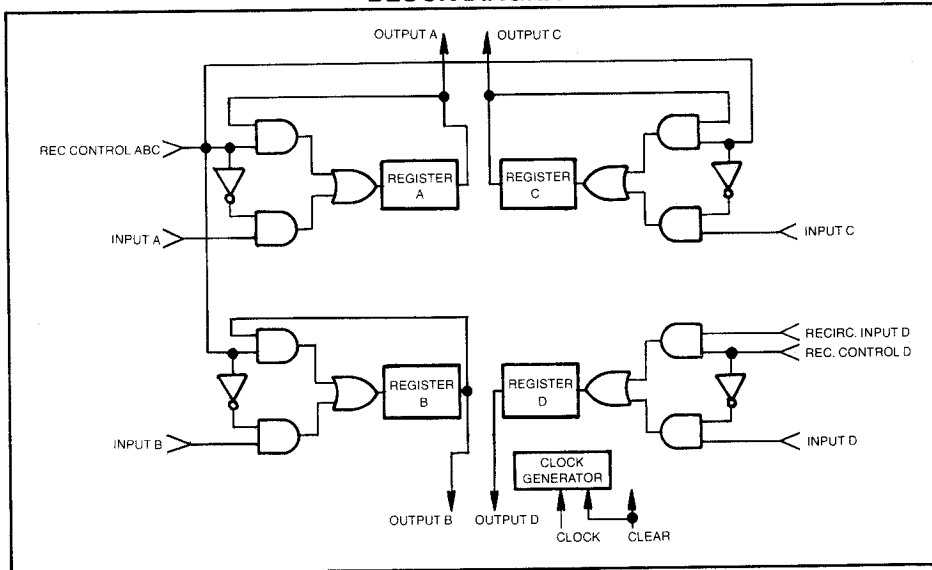 OUTPUT A
OUTPUT C
REC CONTROL ABC
REGISTER
A
REGISTER
C
INPUT A
INPUT C
RECIRC. INPUT D
REC. CONTROL D
REGISTER
B
REGISTER
D
INPUT B
INPUT D
CLOCK
GENERATOR
OUTPUT B
OUTPUT D
CLOCK
CLEAR